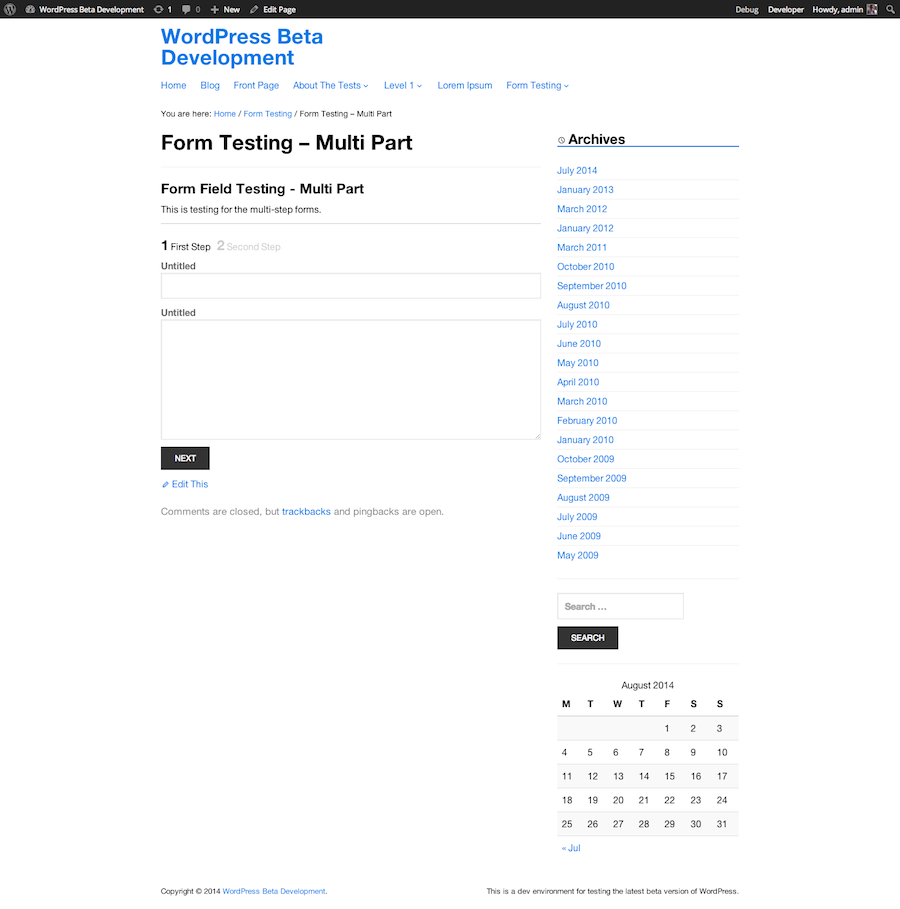 WordPress Beta Development 1 0 New Edit Page Debug Developer Howdy, admin
WordPress Beta
Development
Home Blog Front Page About The Tests Level 1 Lorem Ipsum Form Testing
You are here: Home / Form Testing / Form Testing – Multi Part
Form Testing – Multi Part
Form Field Testing - Multi Part
This is testing for the multi-step forms.
1 First Step 2 Second Step
Untitled
Untitled
NEXT
Edit This
Comments are closed, but trackbacks and pingbacks are open.
Archives
July 2014
January 2013
March 2012
January 2012
March 2011
October 2010
September 2010
August 2010
July 2010
June 2010
May 2010
April 2010
March 2010
February 2010
January 2010
October 2009
September 2009
August 2009
July 2009
June 2009
May 2009
Search ...
SEARCH
August 2014
M T W T F S S
1 2 3
4 5 6 7 8 9 10
11 12 13 14 15 16 17
18 19 20 21 22 23 24
25 26 27 28 29 30 31
« Jul
Copyright © 2014 WordPress Beta Development. This is a dev environment for testing the latest beta version of WordPress.